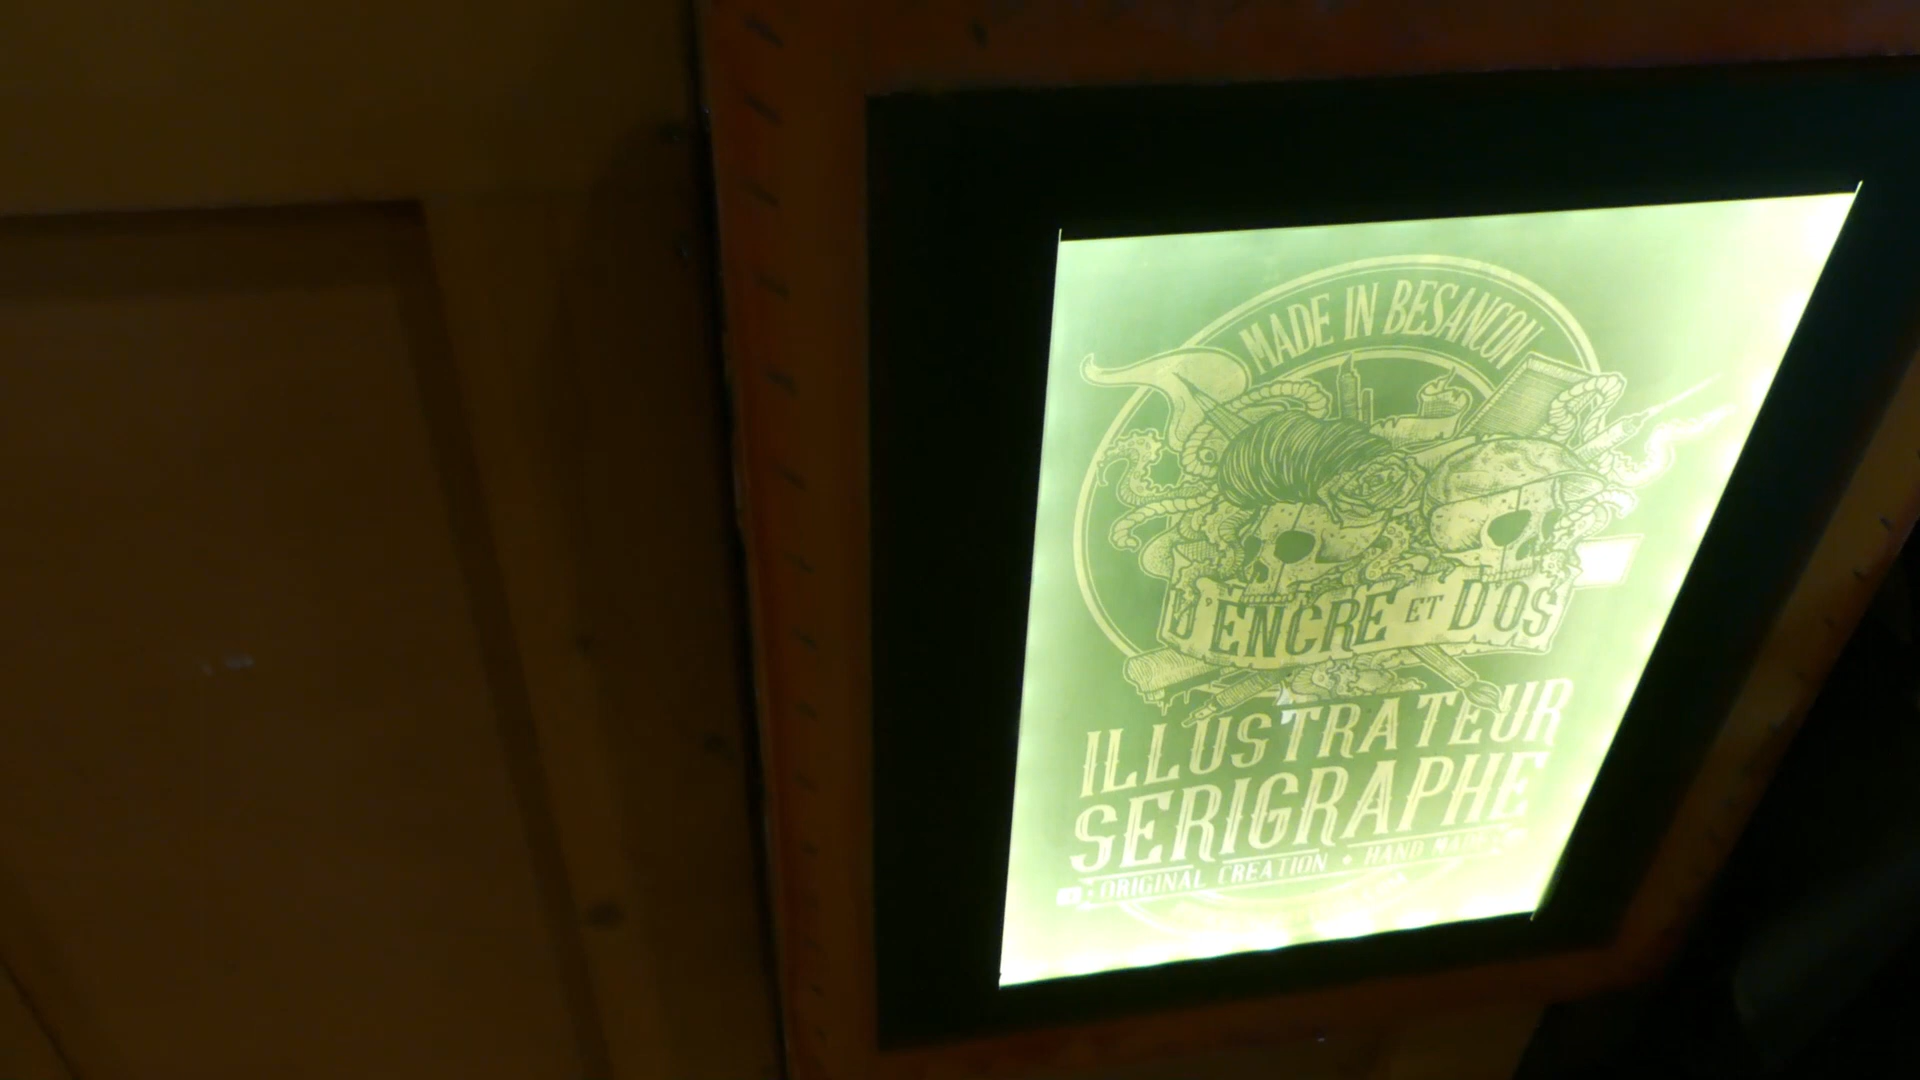 MADE IN BESANCON
D'ENCRE ET D'OS
ILLUSTRATEUR
SERIGRAPHE
• ORIGINAL CREATION • HAND MADE •